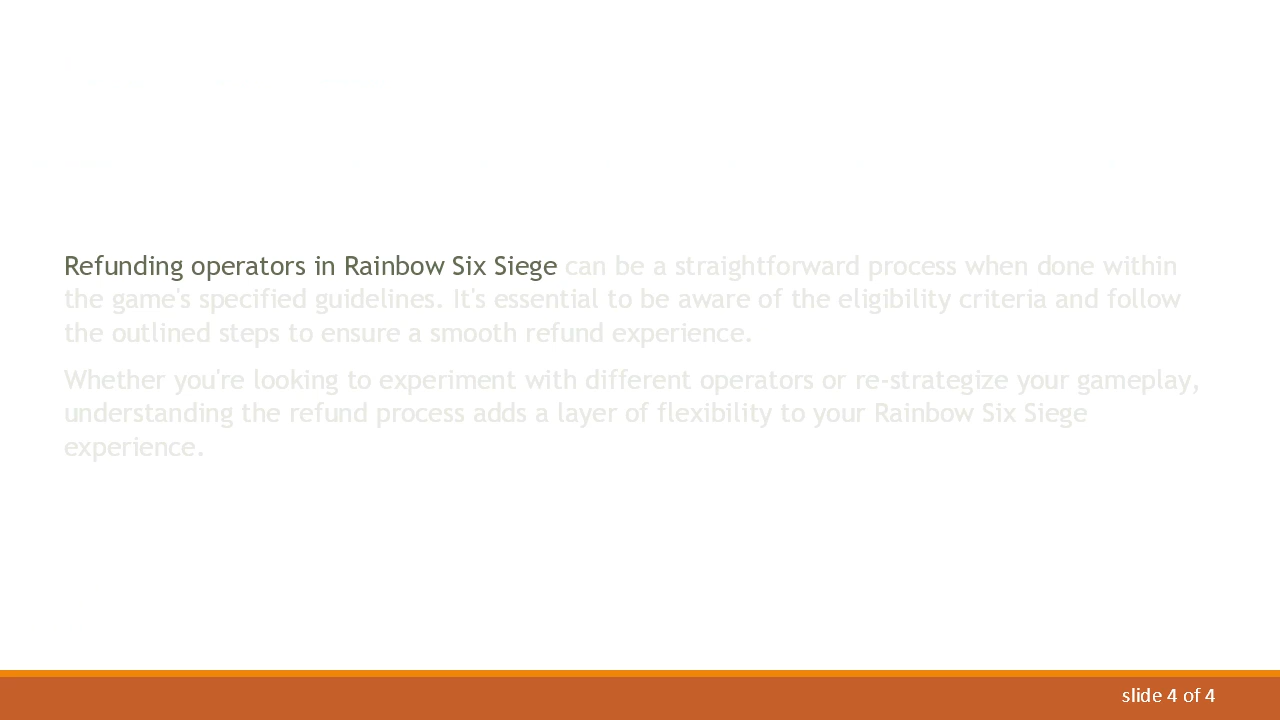 Refunding operators in Rainbow Six Siege can be a straightforward process when done within
the game's specified guidelines. It's essential to be aware of the eligibility criteria and follow
the outlined steps to ensure a smooth refund experience.
Whether you're looking to experiment with different operators or re-strategize your gameplay,
understanding the refund process adds a layer of flexibility to your Rainbow Six Siege
experience.
slide 4 of 4